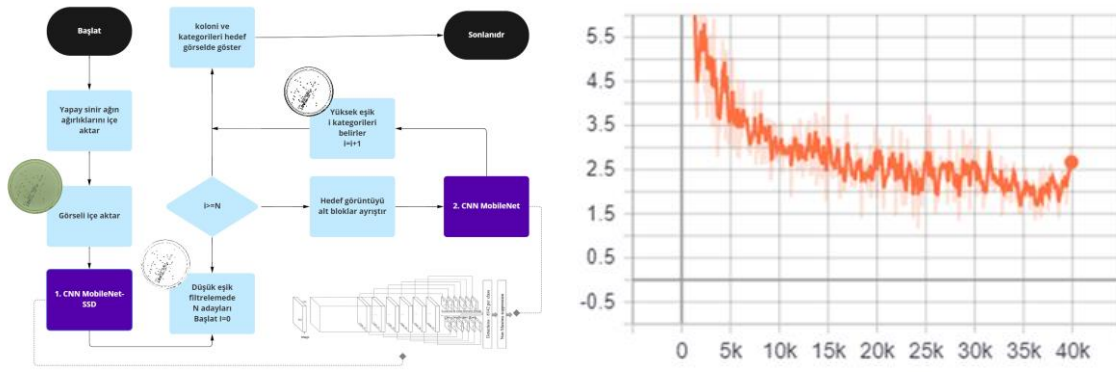 Başlat
Yapay sinir ağın
ağırlıklarını içe
aktar
Görseli içe aktar
1. CNN MobileNet-
SSD
koloni ve
kategorileri hedef
görselde göster
Sonlanıdr
Yüksek eşik
i kategorileri
belirler
i=i+1
i>=N
Hedef görüntüyü
alt bloklar ayrıştır
2. CNN MobileNet
Düşük eşik
filtrelemede
N adayları
Başlat i=0
5.5
4.5
3.5
2.5
1.5
0.5
-0.5
0 5k 10k 15k 20k 25k 30k 35k 40k